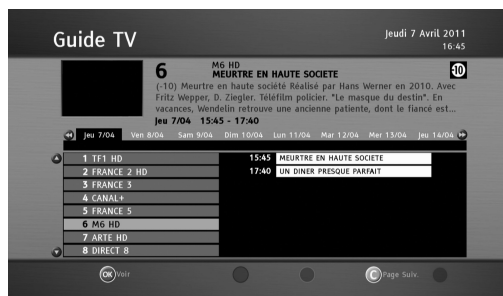 Guide TV
Jeudi 7 Avril 2011
16:45
6
M6 HD
MEURTRE EN HAUTE SOCIETE
-10
(-10) Meurtre en haute société Réalisé par Hans Werner en 2010. Avec
Fritz Wepper, D. Ziegler. Téléfilm policier. "Le masque du destin". En
vacances, Wendelin retrouve une ancienne patiente, dont le fiancé est...
Jeu 7/04 15:45 - 17:40
Jeu 7/04 Ven 8/04 Sam 9/04 Dim 10/04 Lun 11/04 Mar 12/04 Mer 13/04 Jeu 14/04
1 TF1 HD
15:45 MEURTRE EN HAUTE SOCIETE
2 FRANCE 2 HD
17:40 UN DINER PRESQUE PARFAIT
3 FRANCE 3
4 CANAL+
5 FRANCE 5
6 M6 HD
7 ARTE HD
8 DIRECT 8
OK Voir
C Page Suiv.